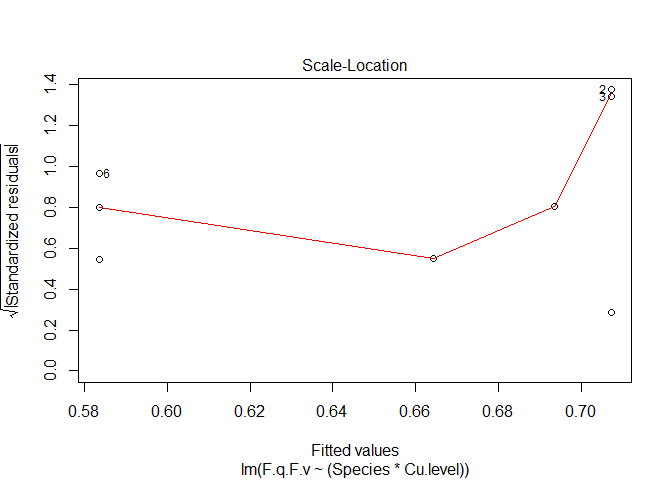 Scale-Location
√|Standardized residuals|
1.4
1.2
1.0
0.8
0.6
0.4
0.2
0.0
2
3
6
0.58 0.60 0.62 0.64 0.66 0.68 0.70
Fitted values
lm(F.q.F.v ~ (Species * Cu.level))